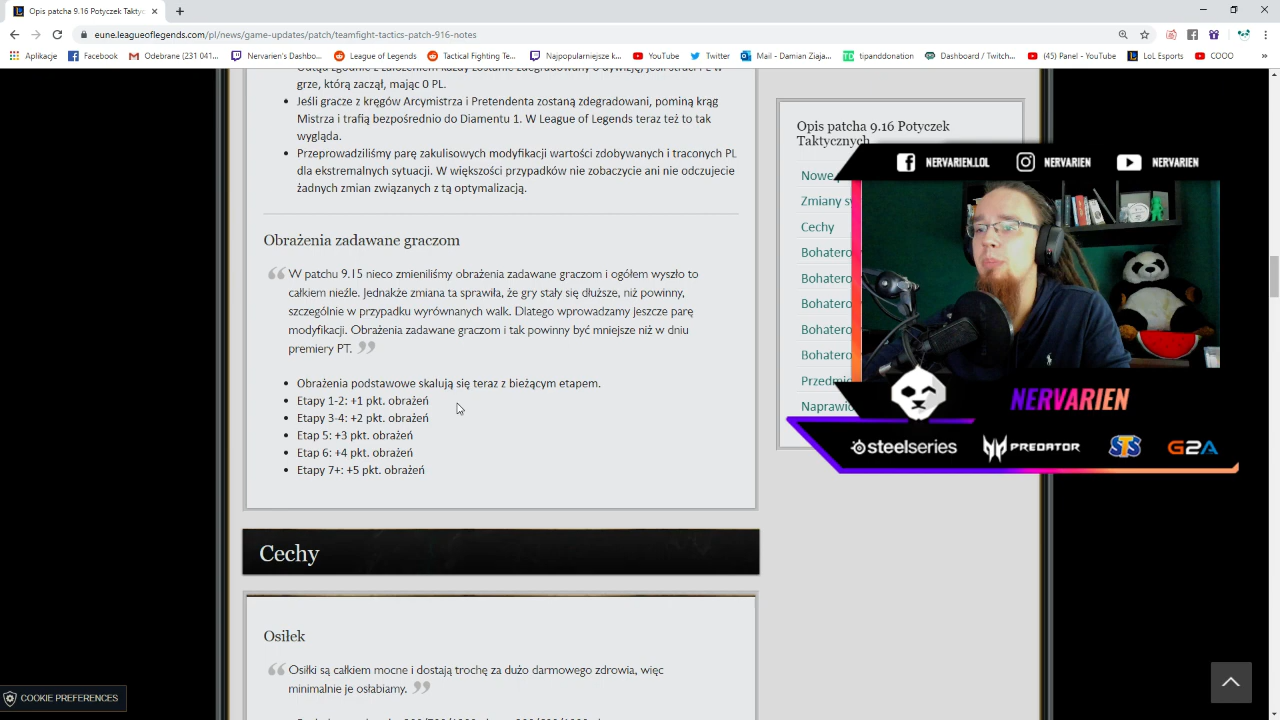 Opis patcha 9.16 Potyczek Taktyc
eune.leagueoflegends.com/pl/news/game-updates/patch/teamfight-tactics-patch-916-notes
Aplikacje
Facebook
Odebrane (231 041...
Nervarien's Dashbo...
League of Legends
Tactical Fighting Te...
Najpopularniejsze k...
YouTube
Twitter
Mail - Damian Ziaja...
tipanddonation
Dashboard / Twitch...
(45) Panel - YouTube
LoL Esports
COOO
grze, którą zaczął, mając 0 PL.
Jeśli gracze z kręgów Arcymistrza i Pretendenta zostaną zdegradowani, pominą krąg
Mistrza i trafią bezpośrednio do Diamentu 1. W League of Legends teraz też to tak
wygląda.
Przeprowadziliśmy parę zakulisowych modyfikacji wartości zdobywanych i traconych PL
dla ekstremalnych sytuacji. W większości przypadków nie zobaczycie ani nie odczujecie
żadnych zmian związanych z tą optymalizacją.
Obrażenia zadawane graczom
W patchu 9.15 nieco zmieniliśmy obrażenia zadawane graczom i ogółem wyszło to
całkiem nieźle. Jednakże zmiana ta sprawiła, że gry stały się dłuższe, niż powinny,
szczególnie w przypadku wyrównanych walk. Dlatego wprowadzamy jeszcze parę
modyfikacji. Obrażenia zadawane graczom i tak powinny być mniejsze niż w dniu
premiery PT.
Obrażenia podstawowe skalują się teraz z bieżącym etapem.
Etapy 1-2: +1 pkt. obrażeń
Etapy 3-4: +2 pkt. obrażeń
Etap 5: +3 pkt. obrażeń
Etap 6: +4 pkt. obrażeń
Etapy 7+: +5 pkt. obrażeń
Cechy
Osiłek
Osiłki są całkiem mocne i dostają trochę za dużo darmowego zdrowia, więc
minimalnie je osłabiamy.
Opis patcha 9.16 Potyczek
Taktycznych
Nowe
Zmiany s
Cechy
Bohatero
Bohatero
Bohatero
Bohatero
Bohatero
Przedmi
Naprawio
NERVARIEN.LOL
NERVARIEN
NERVARIEN
NERVARIEN
steelseries
PREDATOR
STS
G2A
COOKIE PREFERENCES